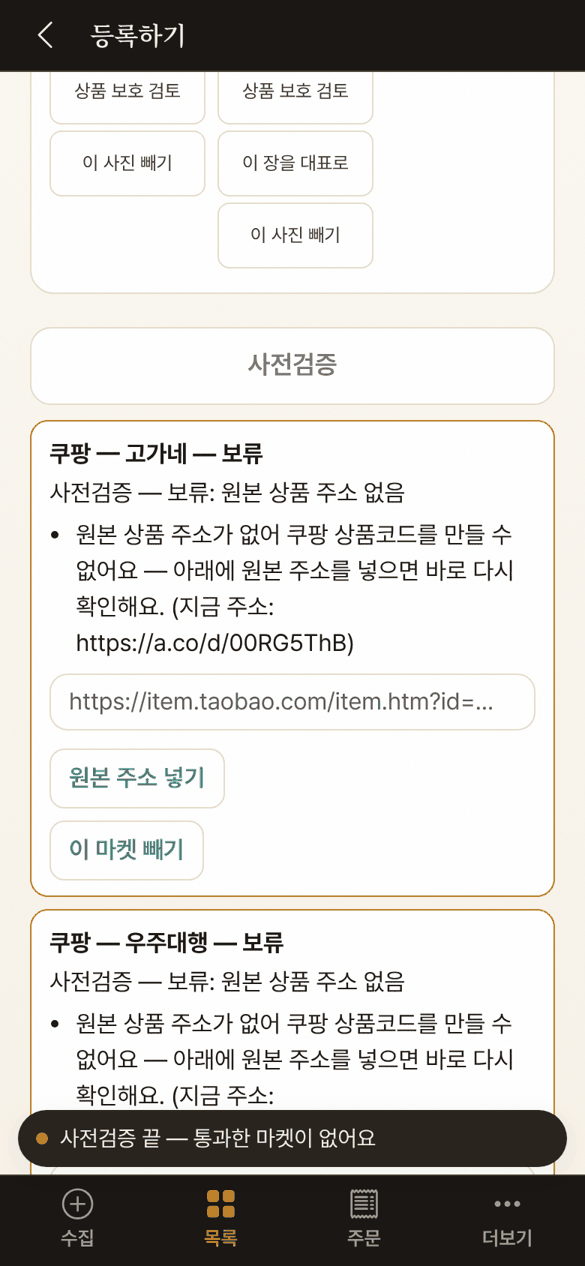 등록하기
상품 보호 검토
상품 보호 검토
이 사진 빼기
이 장을 대표로
이 사진 빼기
사전검증
쿠팡 — 고가네 — 보류
사전검증 — 보류: 원본 상품 주소 없음
• 원본 상품 주소가 없어 쿠팡 상품코드를 만들 수
없어요 — 아래에 원본 주소를 넣으면 바로 다시
확인해요. (지금 주소:
https://a.co/d/00RG5ThB)
https://item.taobao.com/item.htm?id=...
원본 주소 넣기
이 마켓 빼기
쿠팡 — 우주대행 — 보류
사전검증 — 보류: 원본 상품 주소 없음
• 원본 상품 주소가 없어 쿠팡 상품코드를 만들 수
없어요 — 아래에 원본 주소를 넣으면 바로 다시
확인해요. (지금 주소:
사전검증 끝 — 통과한 마켓이 없어요
수집
목록
주문
더보기